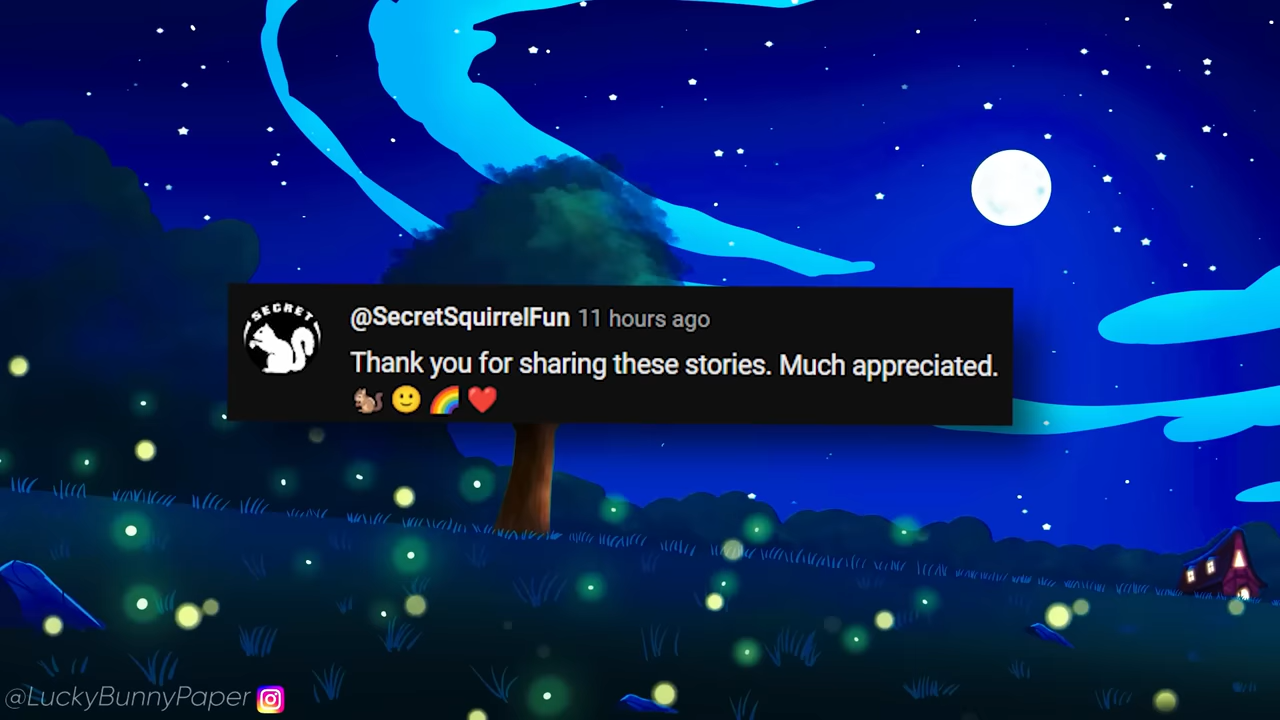 SECRET
@SecretSquirrelFun 11 hours ago
Thank you for sharing these stories. Much appreciated.
🐿️ 🙂 🌈 ❤️
@LuckyBunnyPaper